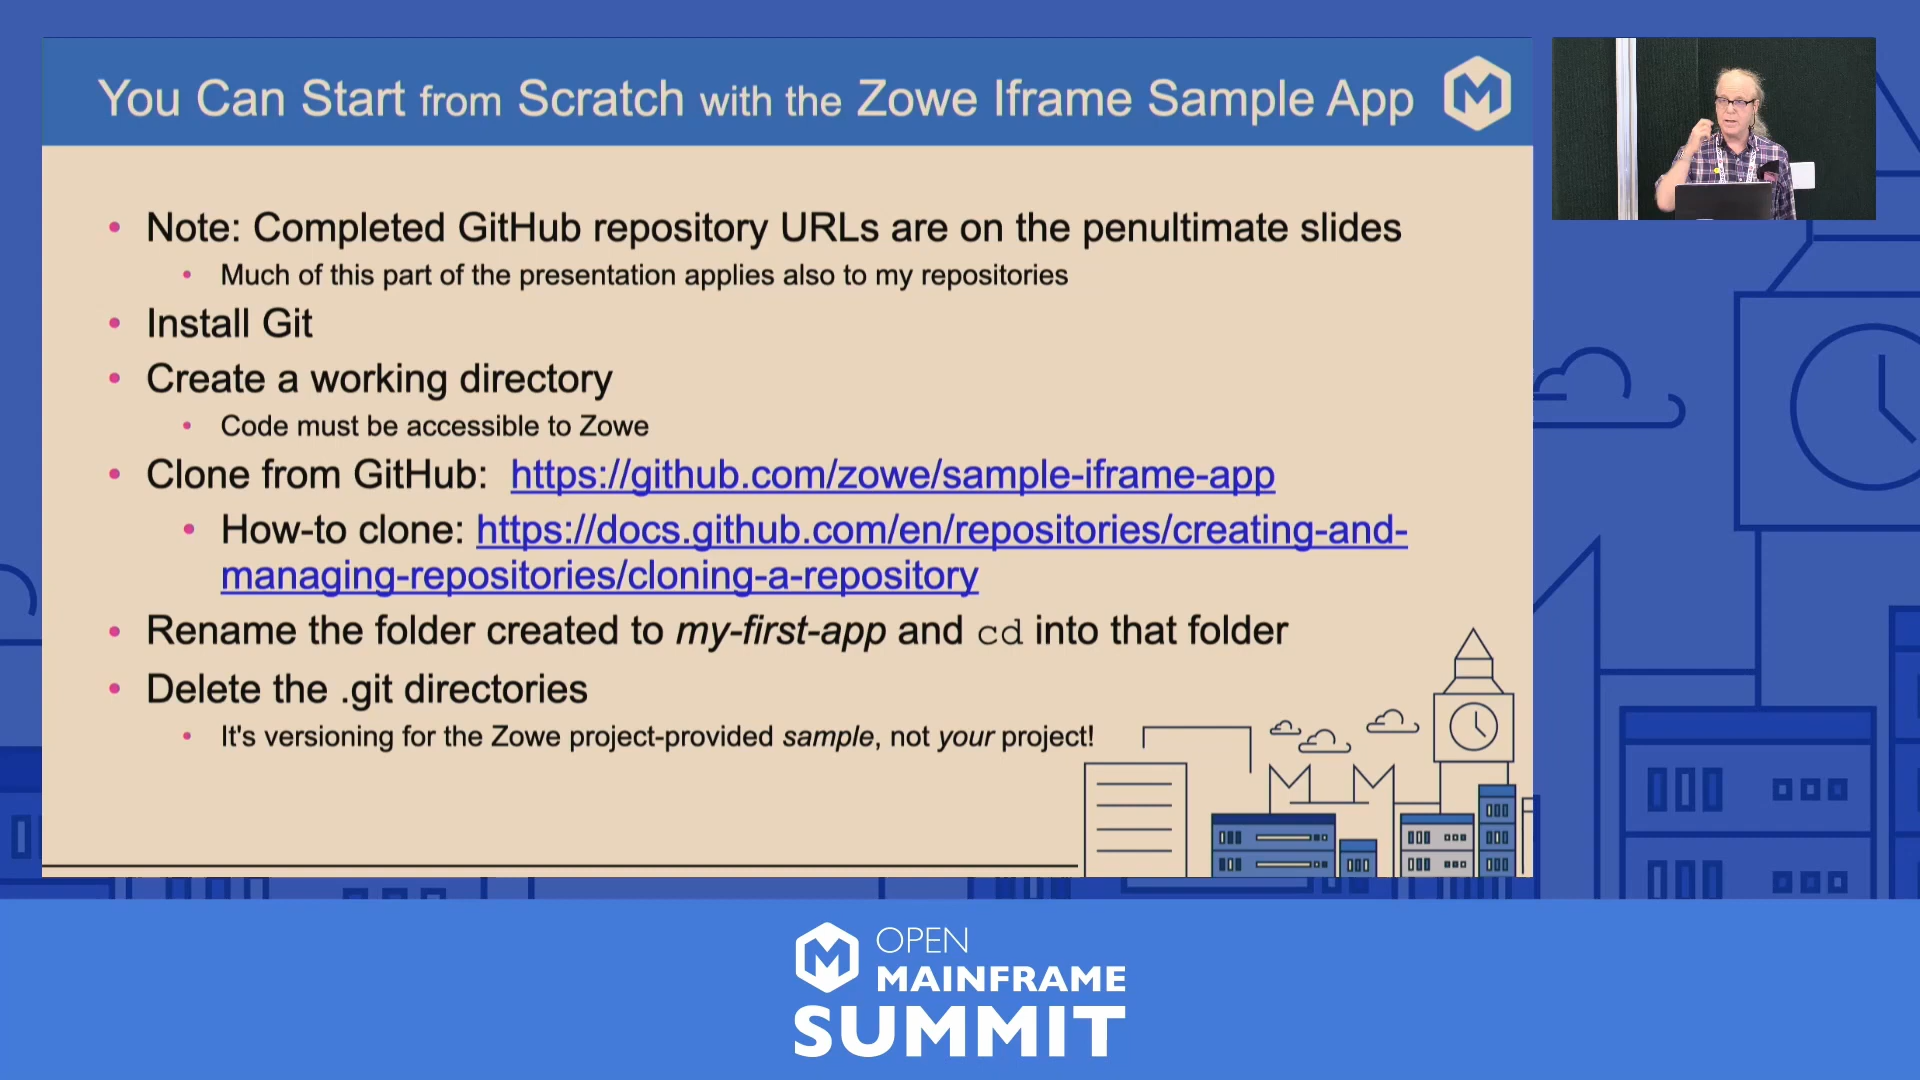 You Can Start from Scratch with the Zowe Iframe Sample App
Note: Completed GitHub repository URLs are on the penultimate slides
Much of this part of the presentation applies also to my repositories
Install Git
Create a working directory
Code must be accessible to Zowe
Clone from GitHub: https://github.com/zowe/sample-iframe-app
How-to clone: https://docs.github.com/en/repositories/creating-and-
managing-repositories/cloning-a-repository
Rename the folder created to my-first-app and cd into that folder
Delete the .git directories
It's versioning for the Zowe project-provided sample, not your project!
OPEN
MAINFRAME
SUMMIT